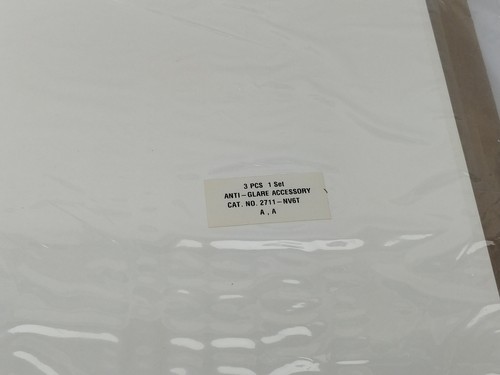 3 PCS 1 Set
ANTI-GLARE ACCESSORY
CAT. NO. 2711-NV6T
A , A